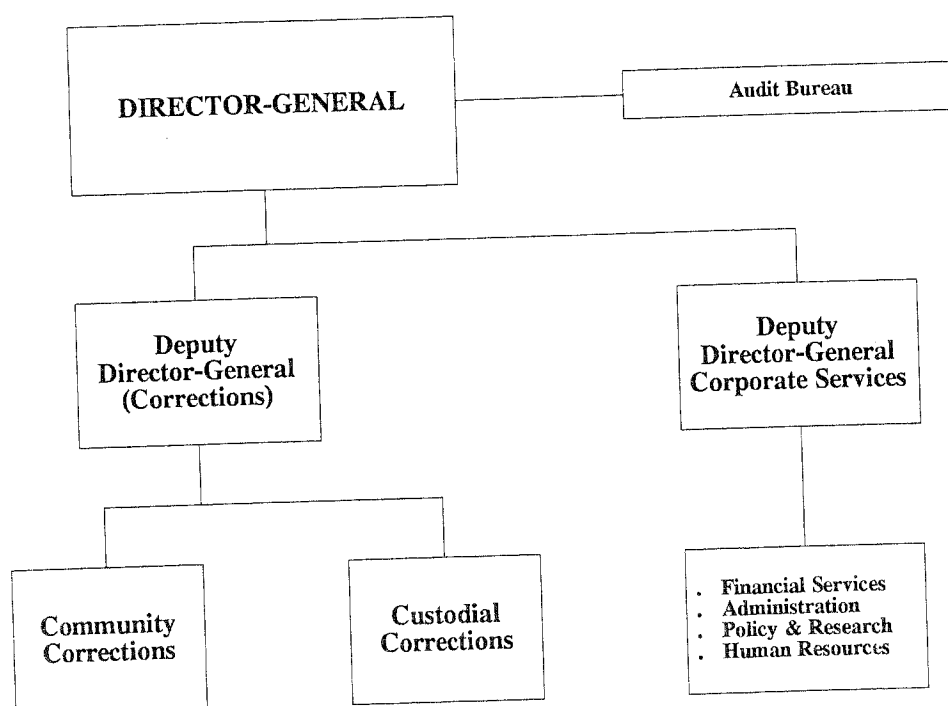 DIRECTOR-GENERAL
Audit Bureau
Deputy
Director-General
(Corrections)
Deputy
Director-General
Corporate Services
Community
Corrections
Custodial
Corrections
. Financial Services
. Administration
. Policy & Research
. Human Resources